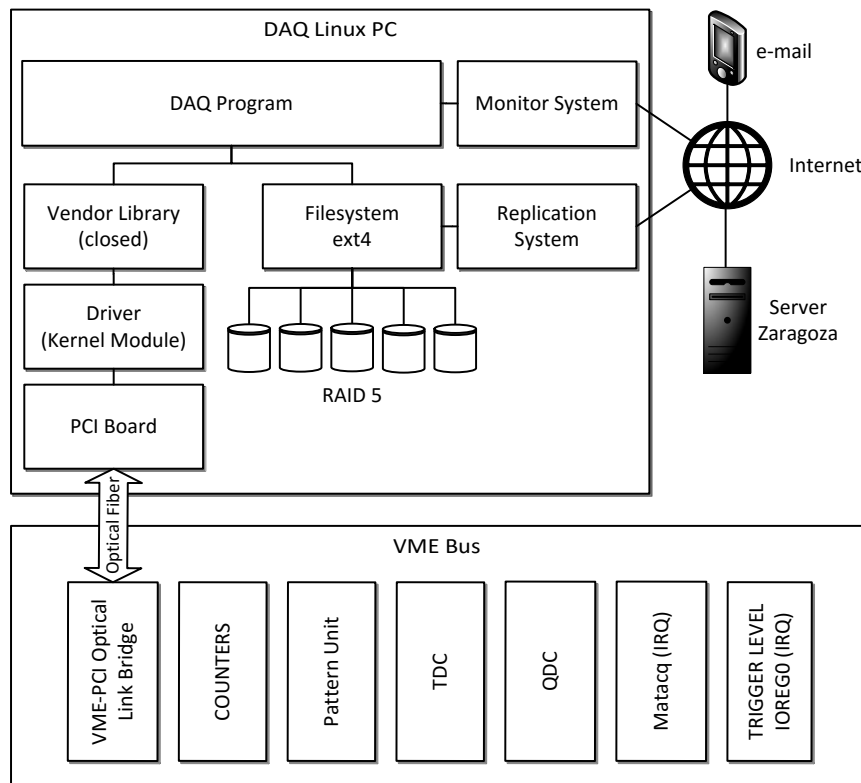 DAQ Linux PC
e-mail
DAQ Program
Monitor System
Internet
Vendor Library
(closed)
Filesystem
ext4
Replication
System
Driver
(Kernel Module)
Server
Zaragoza
RAID 5
PCI Board
Optical Fiber
VME Bus
VME-PCI Optical
Link Bridge
COUNTERS
Pattern Unit
TDC
QDC
Matacq (IRQ)
TRIGGER LEVEL
IOREG0 (IRQ)